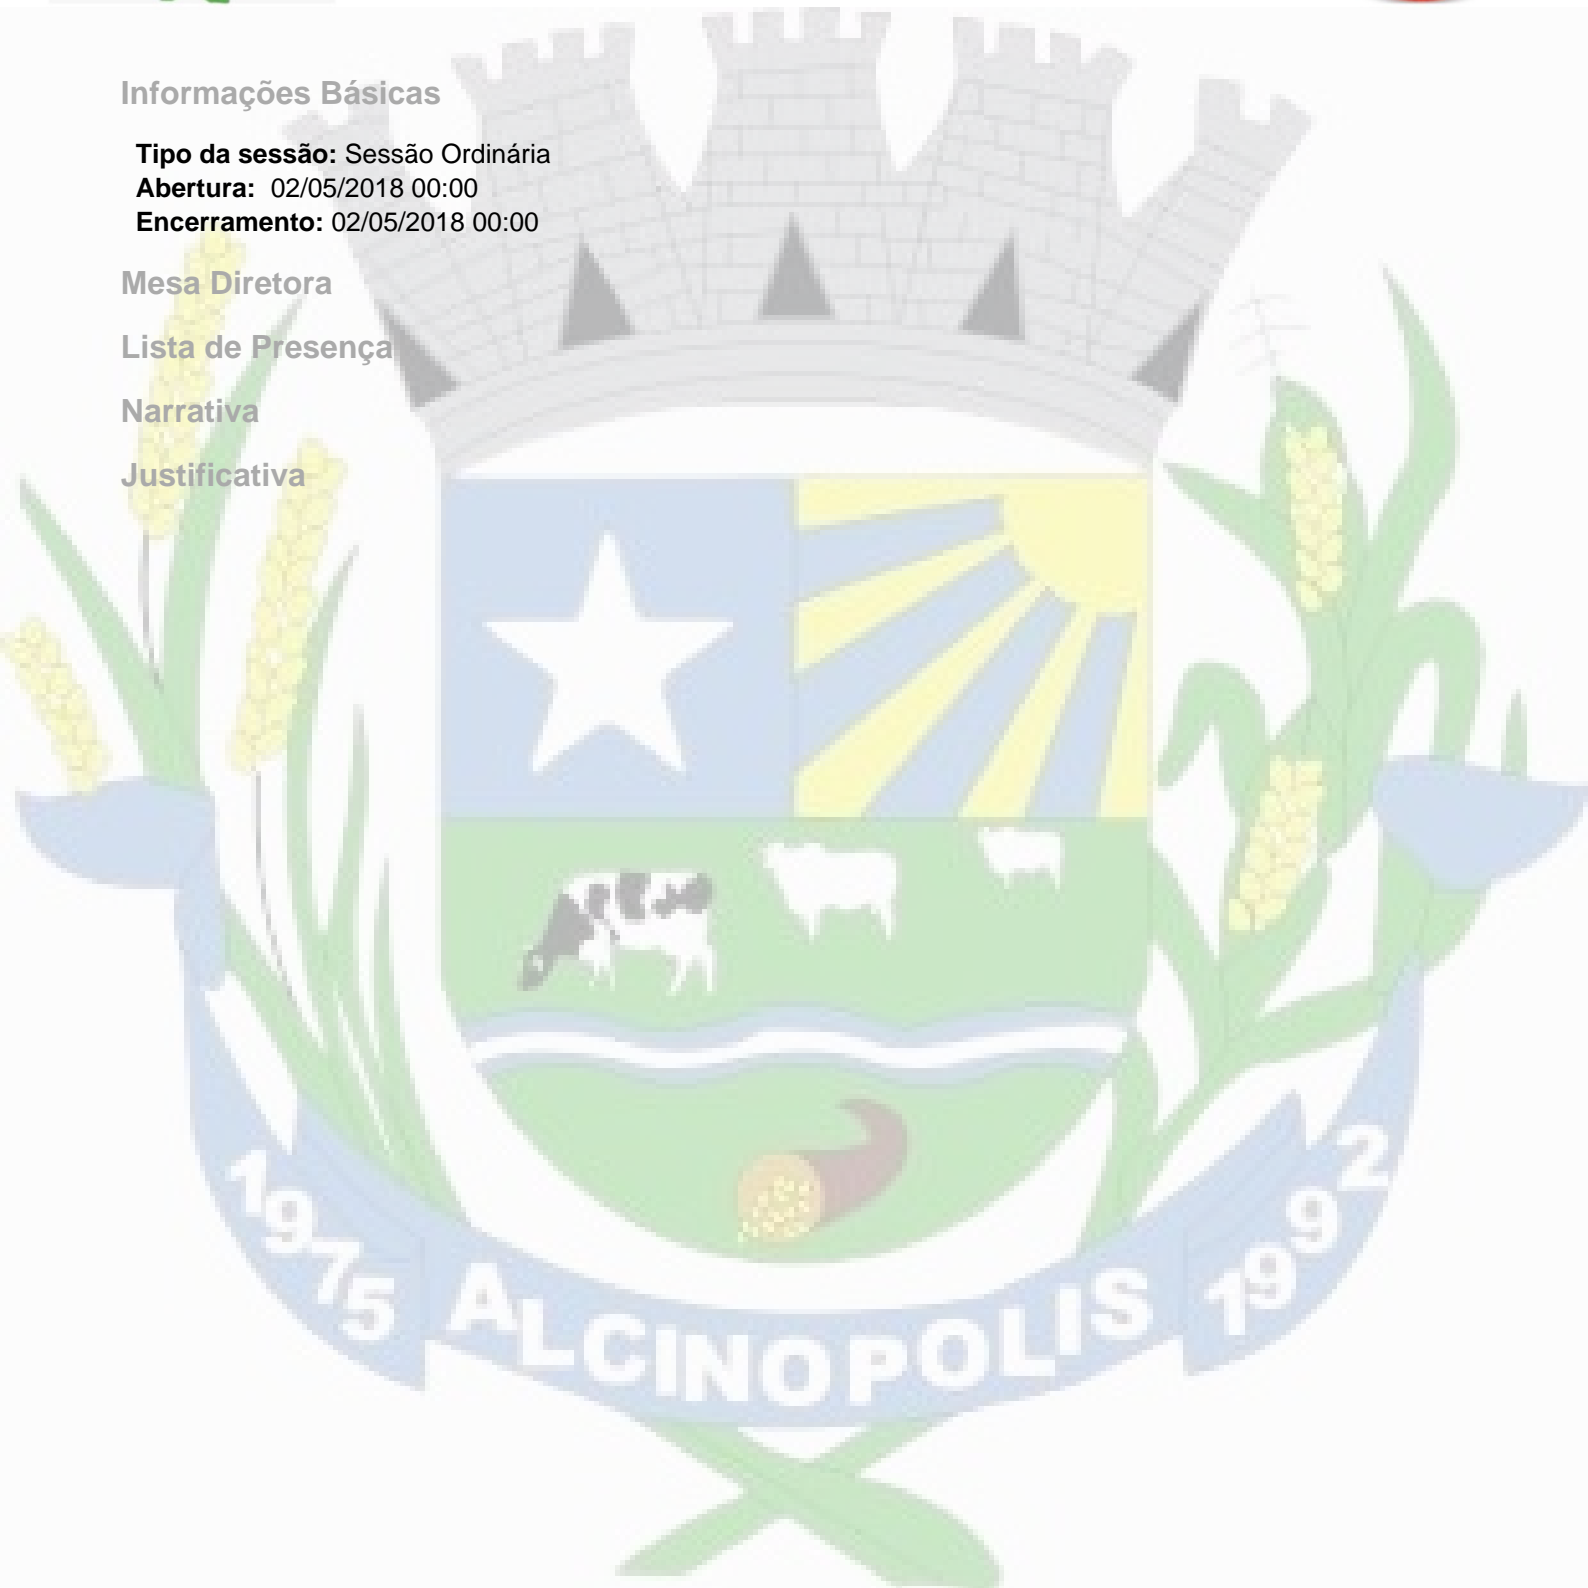 Informações Básicas
Tipo da sessão: Sessão Ordinária
Abertura: 02/05/2018 00:00
Encerramento: 02/05/2018 00:00
Mesa Diretora
Lista de Presença
Narrativa
Justificativa
1975 ALCINOPOLIS 1992